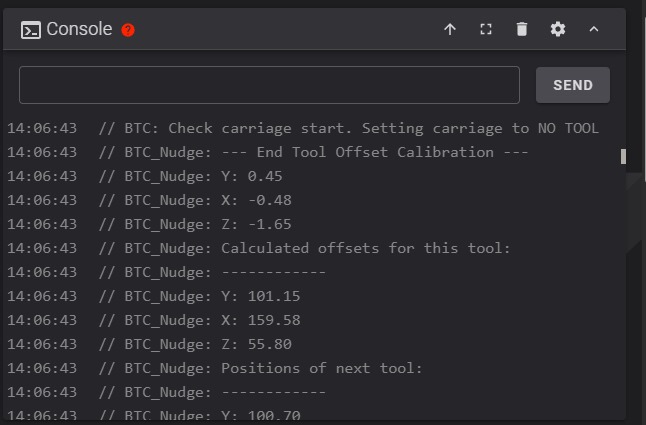 Console ?
SEND
14:06:43 // BTC: Check carriage start. Setting carriage to NO TOOL
14:06:43 // BTC_Nudge: --- End Tool Offset Calibration ---
14:06:43 // BTC_Nudge: Y: 0.45
14:06:43 // BTC_Nudge: X: -0.48
14:06:43 // BTC_Nudge: Z: -1.65
14:06:43 // BTC_Nudge: Calculated offsets for this tool:
14:06:43 // BTC_Nudge: ------------
14:06:43 // BTC_Nudge: Y: 101.15
14:06:43 // BTC_Nudge: X: 159.58
14:06:43 // BTC_Nudge: Z: 55.80
14:06:43 // BTC_Nudge: Positions of next tool:
14:06:43 // BTC_Nudge: ------------
14:06:43 // BTC_Nudge: Y: 100.70